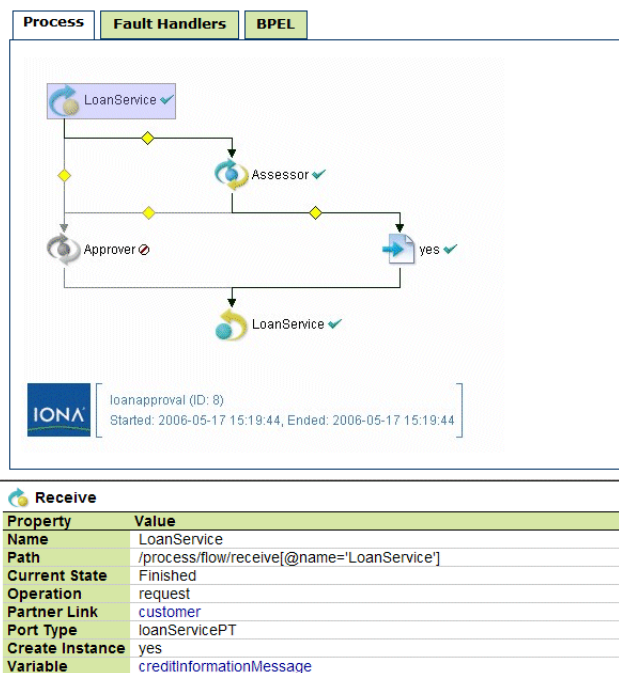 Process Fault Handlers BPEL
LoanService
Assessor
Approver yes
LoanService
IONA
loanapproval (ID: 8)
Started: 2006-05-17 15:19:44, Ended: 2006-05-17 15:19:44
Receive
Property Value
Name LoanService
Path /process/flow/receive[@name='LoanService']
Current State Finished
Operation request
Partner Link customer
Port Type loanServicePT
Create Instance yes
Variable creditInformationMessage